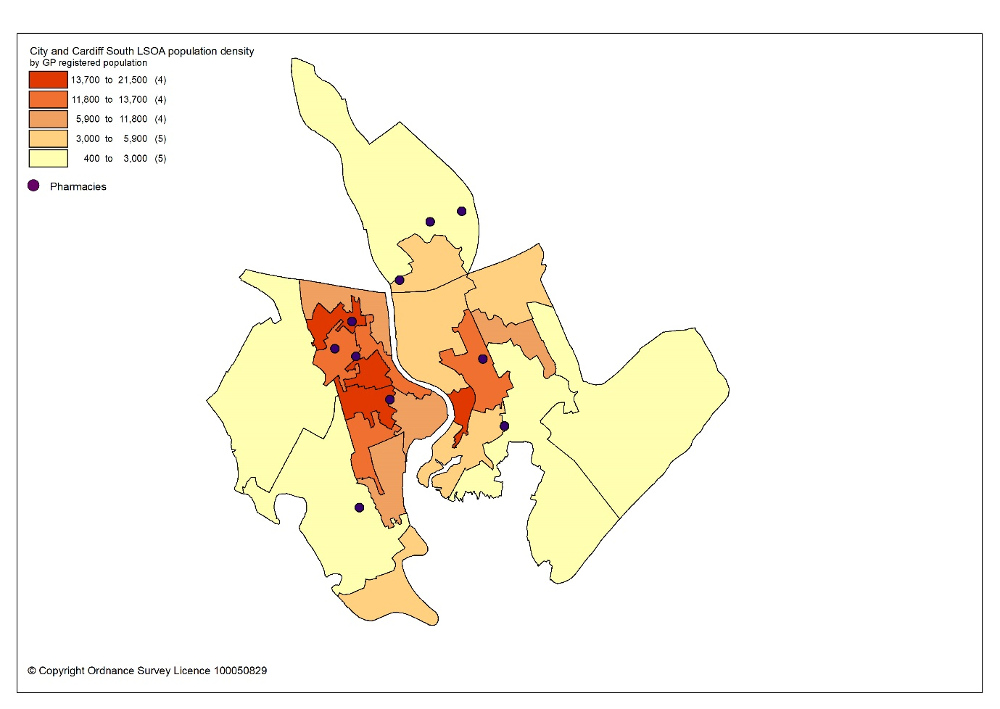 City and Cardiff South LSOA population density
by GP registered population
13,700 to 21,500 (4)
11,800 to 13,700 (4)
5,900 to 11,800 (4)
3,000 to 5,900 (5)
400 to 3,000 (5)
Pharmacies
© Copyright Ordnance Survey Licence 100050829